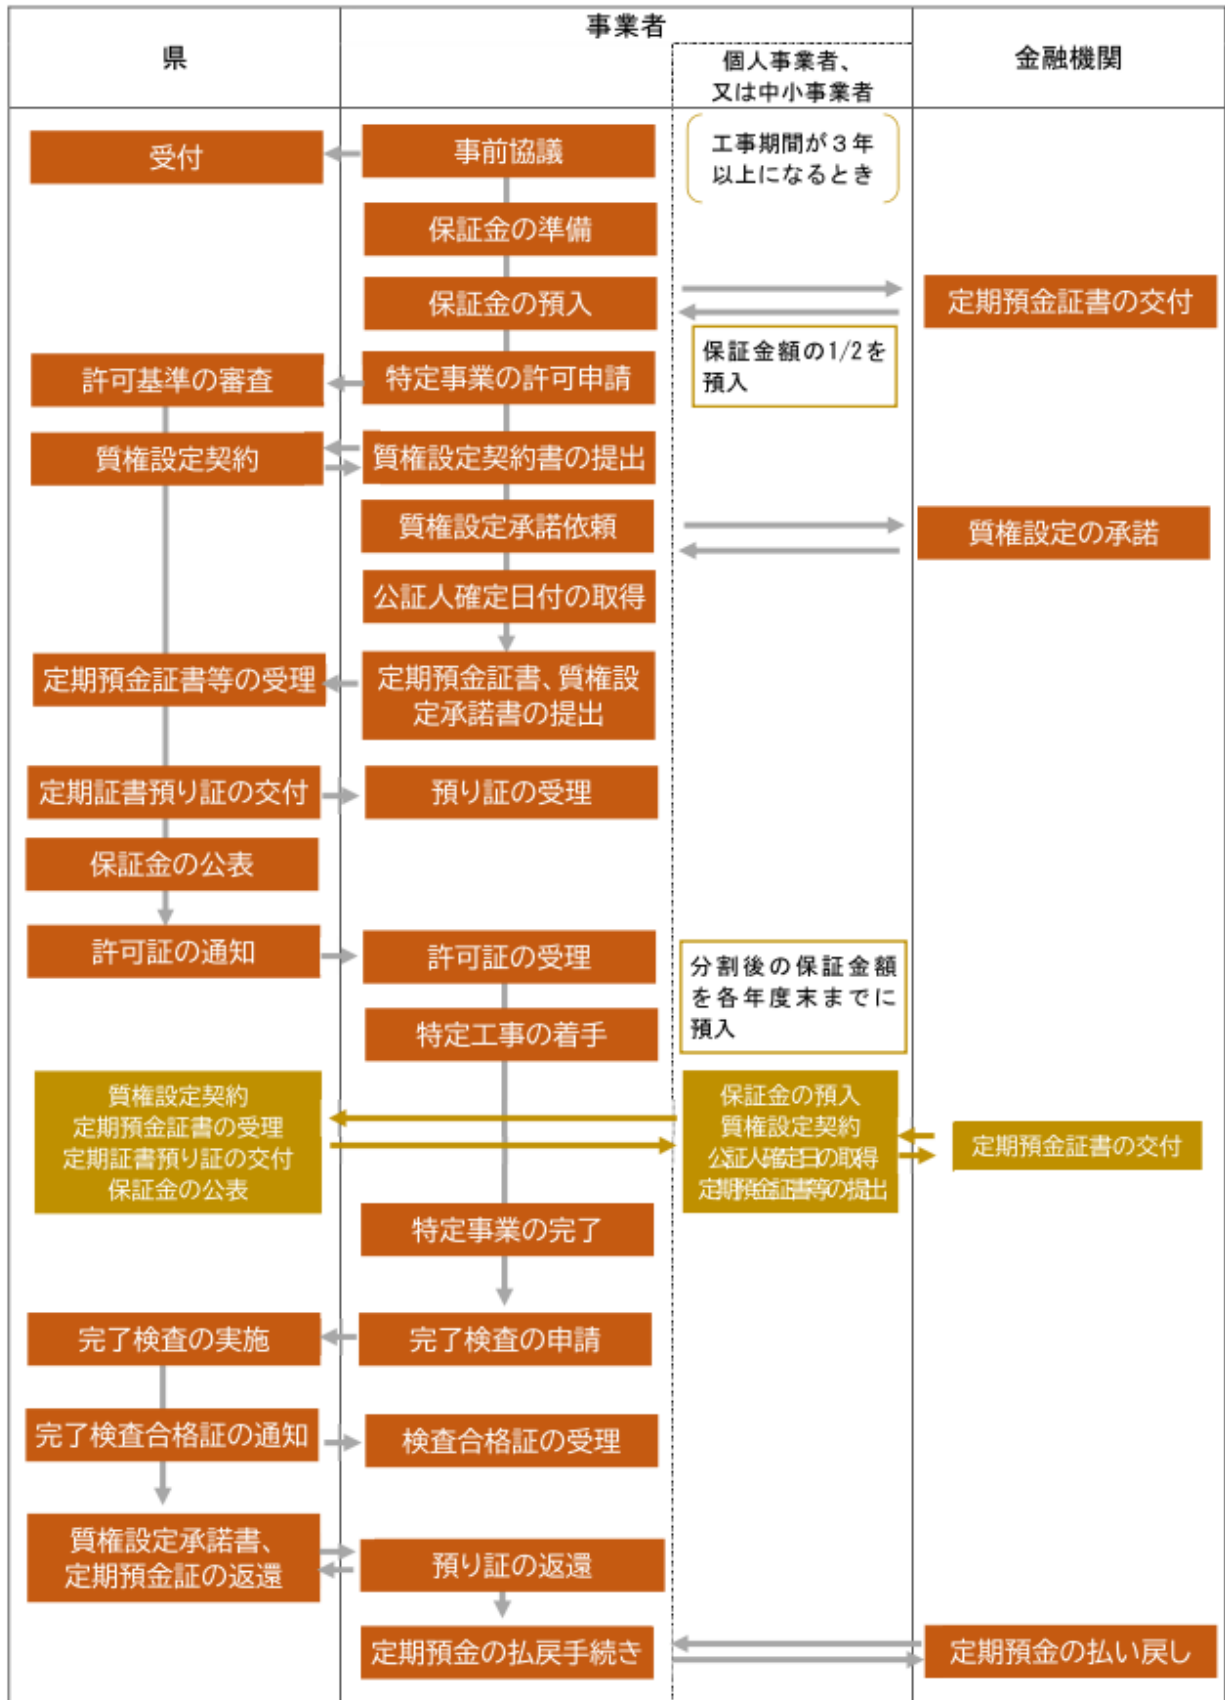 事業者
県
個人事業者、
又は中小事業者
金融機関
受付
事前協議
工事期間が３年
以上になるとき
保証金の準備
保証金の預入
定期預金証書の交付
保証金額の1/2を
預入
許可基準の審査
特定事業の許可申請
質権設定契約
質権設定契約書の提出
質権設定承諾依頼
質権設定の承諾
公証人確定日付の取得
定期預金証書等の受理
定期預金証書、質権設
定承諾書の提出
定期証書預り証の交付
預り証の受理
保証金の公表
許可証の通知
許可証の受理
分割後の保証金額
を各年度末までに
預入
特定工事の着手
質権設定契約
定期預金証書の受理
定期証書預り証の交付
保証金の公表
保証金の預入
質権設定契約
公証人確定日の取得
定期預金証書等の提出
定期預金証書の交付
特定事業の完了
完了検査の実施
完了検査の申請
完了検査合格証の通知
検査合格証の受理
質権設定承諾書、
定期預金証の返還
預り証の返還
定期預金の払戻手続き
定期預金の払い戻し